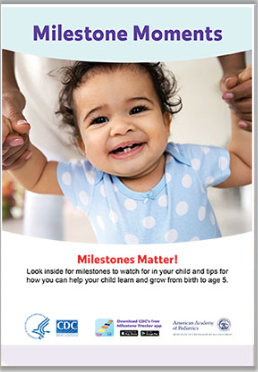 Milestone Moments
Milestones Matter!
Look inside for milestones to watch for in your child and tips for
how you can help your child learn and grow from birth to age 5.
CDC
Download CDC's free
Milestone Tracker app
American Academy
of Pediatrics